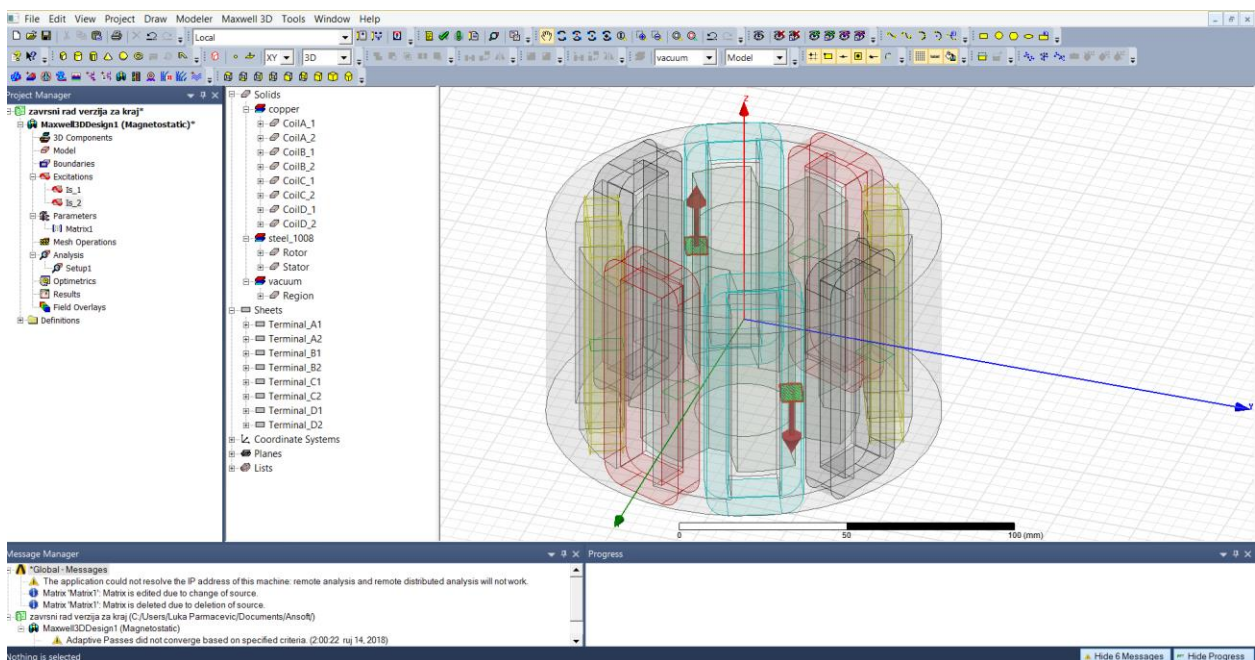 File Edit View Project Draw Modeler Maxwell 3D Tools Window Help
Local
XY
3D
vacuum
Model
Project Manager
zavrsni rad verzija za kraj*
Maxwell3DDesign1 (Magnetostatic)*
3D Components
Model
Boundaries
Excitations
Is_1
Is_2
Parameters
Matrix1
Mesh Operations
Analysis
Setup1
Optimetrics
Results
Field Overlays
Definitions
Solids
copper
CoilA_1
CoilA_2
CoilB_1
CoilB_2
CoilC_1
CoilC_2
CoilD_1
CoilD_2
steel_1008
Rotor
Stator
vacuum
Region
Sheets
Terminal_A1
Terminal_A2
Terminal_B1
Terminal_B2
Terminal_C1
Terminal_C2
Terminal_D1
Terminal_D2
Coordinate Systems
Planes
Lists
Z
Y
0
50
100 (mm)
Message Manager
*Global - Messages
The application could not resolve the IP address of this machine: remote analysis and remote distributed analysis will not work.
Matrix 'Matrix1': Matrix is edited due to change of source.
Matrix 'Matrix1': Matrix is deleted due to deletion of source.
zavrsni rad verzija za kraj (C:/Users/Luka Parmacevic/Documents/Ansoft/)
Maxwell3DDesign1 (Magnetostatic)
Adaptive Passes did not converge based on specified criteria. (2:00:22 ruj 14, 2018)
Progress
Nothing is selected
Hide 6 Messages
Hide Progress